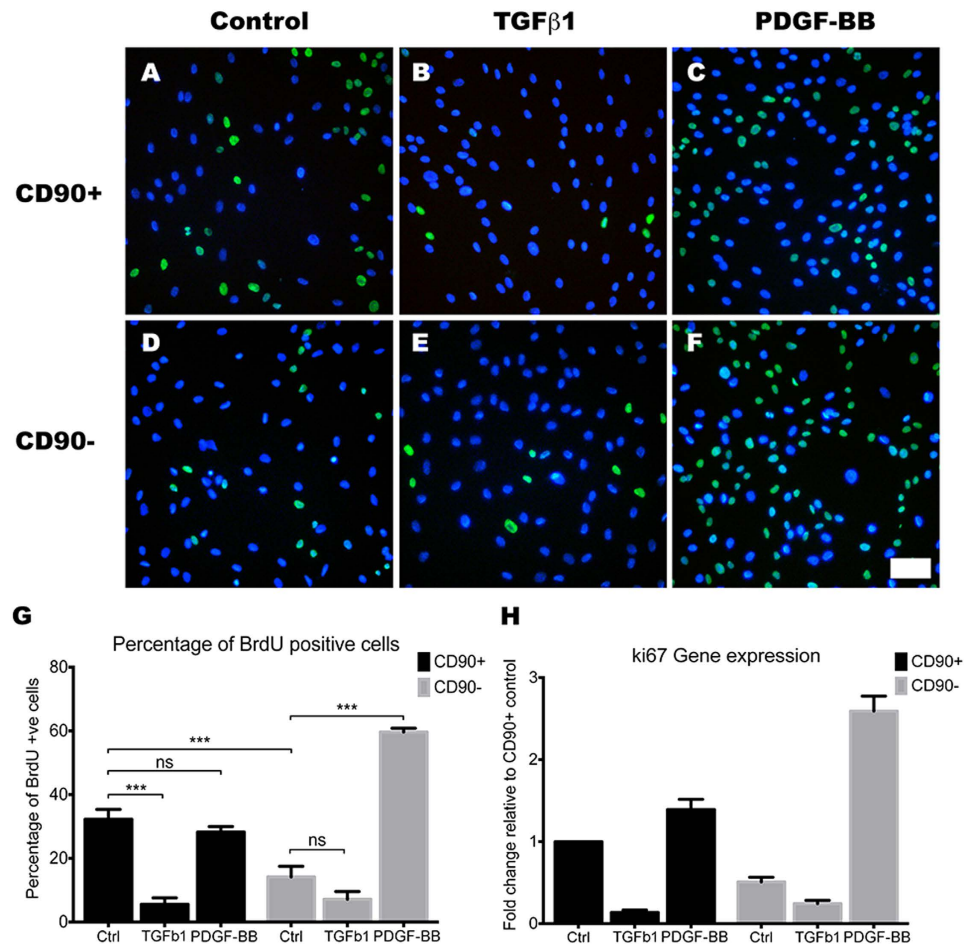 Control TGFβ1 PDGF-BB
CD90+
A B C
CD90-
D E F
G
Percentage of BrdU positive cells
CD90+
CD90-
Percentage of BrdU +ve cells
80
60
40
20
0
***
***
ns
***
ns
Ctrl TGFb1 PDGF-BB Ctrl TGFb1 PDGF-BB
H
ki67 Gene expression
CD90+
CD90-
Fold change relative to CD90+ control
3
2
1
0
Ctrl TGFb1 PDGF-BB Ctrl TGFb1 PDGF-BB